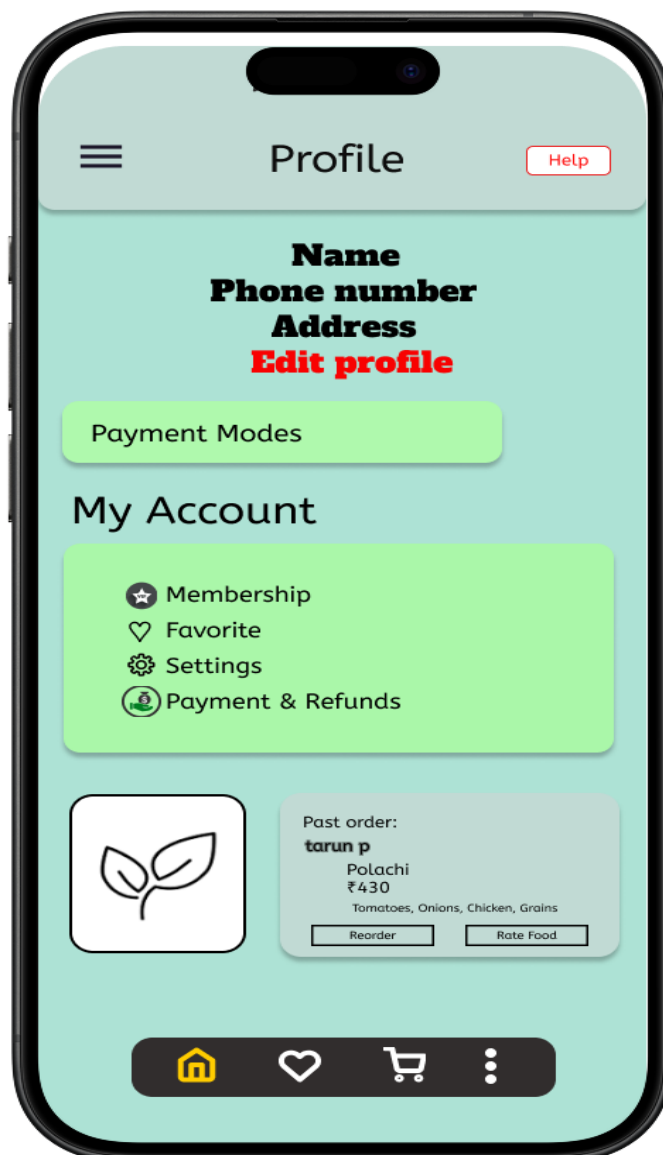 Profile
Help
Name
Phone number
Address
Edit profile
Payment Modes
My Account
Membership
Favorite
Settings
Payment & Refunds
Past order:
tarun p
Polachi
₹430
Tomatoes, Onions, Chicken, Grains
Reorder
Rate Food